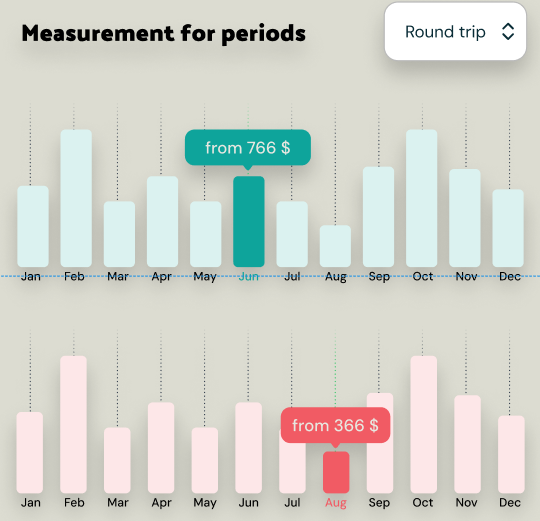 Measurement for periods
Round trip
from 766 $
Jan Feb Mar Apr May Jun Jul Aug Sep Oct Nov Dec
from 366 $
Jan Feb Mar Apr May Jun Jul Aug Sep Oct Nov Dec